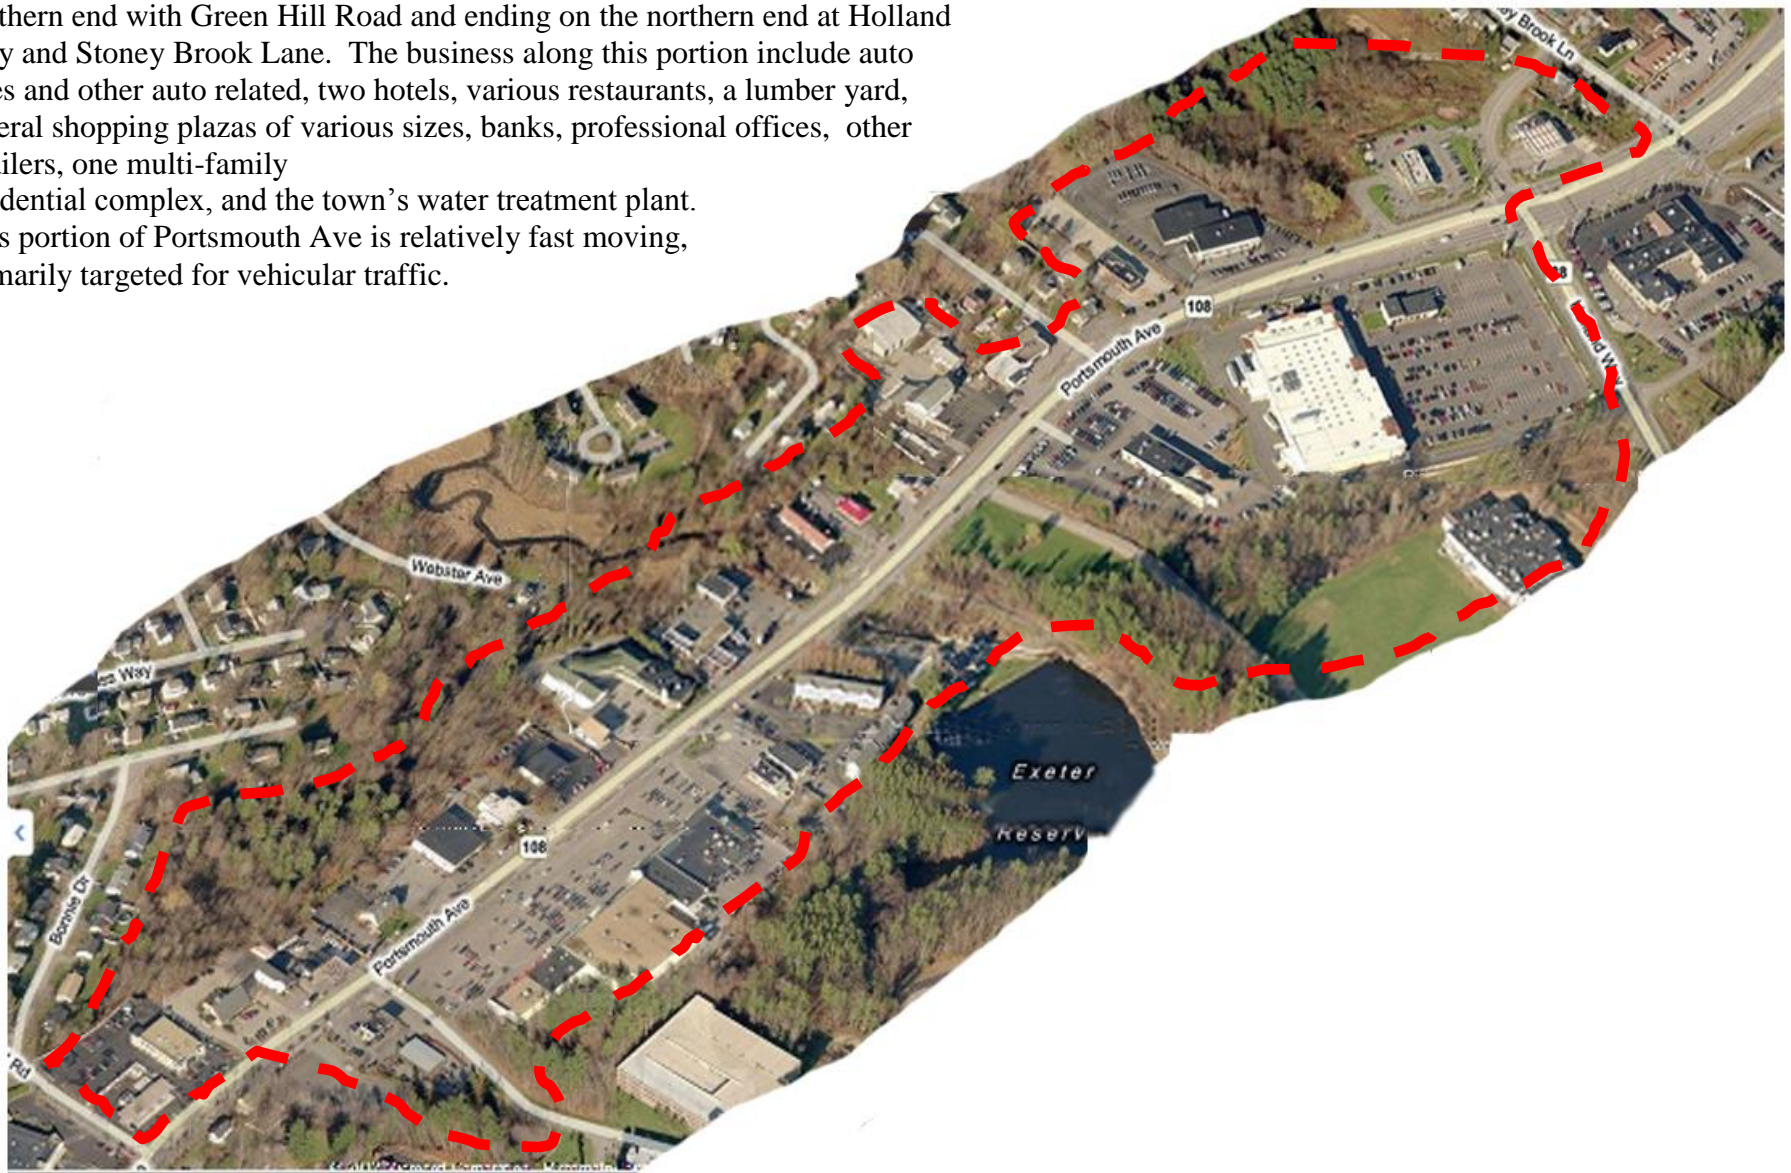 thern end with Green Hill Road and ending on the northern end at Holland
y and Stoney Brook Lane. The business along this portion include auto
es and other auto related, two hotels, various restaurants, a lumber yard,
eral shopping plazas of various sizes, banks, professional offices, other
ilers, one multi-family
dential complex, and the town's water treatment plant.
s portion of Portsmouth Ave is relatively fast moving,
marily targeted for vehicular traffic.
Brook Ln
108
Portsmouth Ave
Webster Ave
Way
Exeter
Reserv
108
Bonnie Dr
Portsmouth Ave
Rd